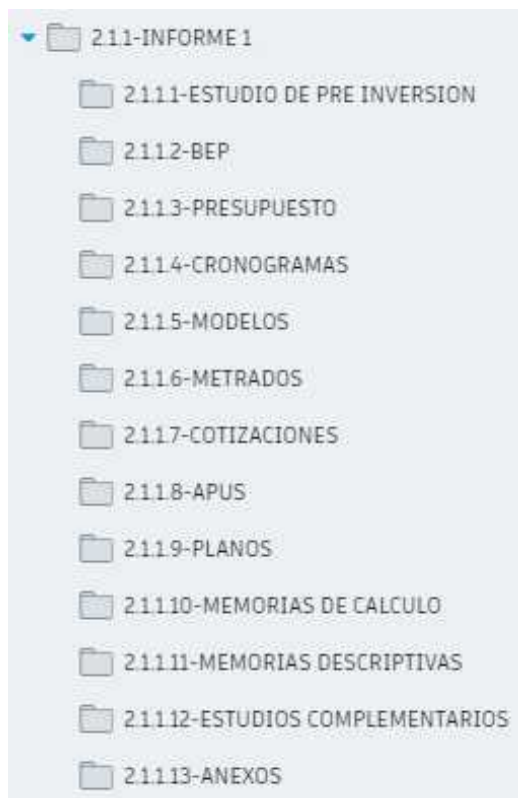 2.1.1-INFORME 1
2.1.1.1-ESTUDIO DE PRE INVERSION
2.1.1.2-BEP
2.1.1.3-PRESUPUESTO
2.1.1.4-CRONOGRAMAS
2.1.1.5-MODELOS
2.1.1.6-METRADOS
2.1.1.7-COTIZACIONES
2.1.1.8-APUS
2.1.1.9-PLANOS
2.1.1.10-MEMORIAS DE CALCULO
2.1.1.11-MEMORIAS DESCRIPTIVAS
2.1.1.12-ESTUDIOS COMPLEMENTARIOS
2.1.1.13-ANEXOS